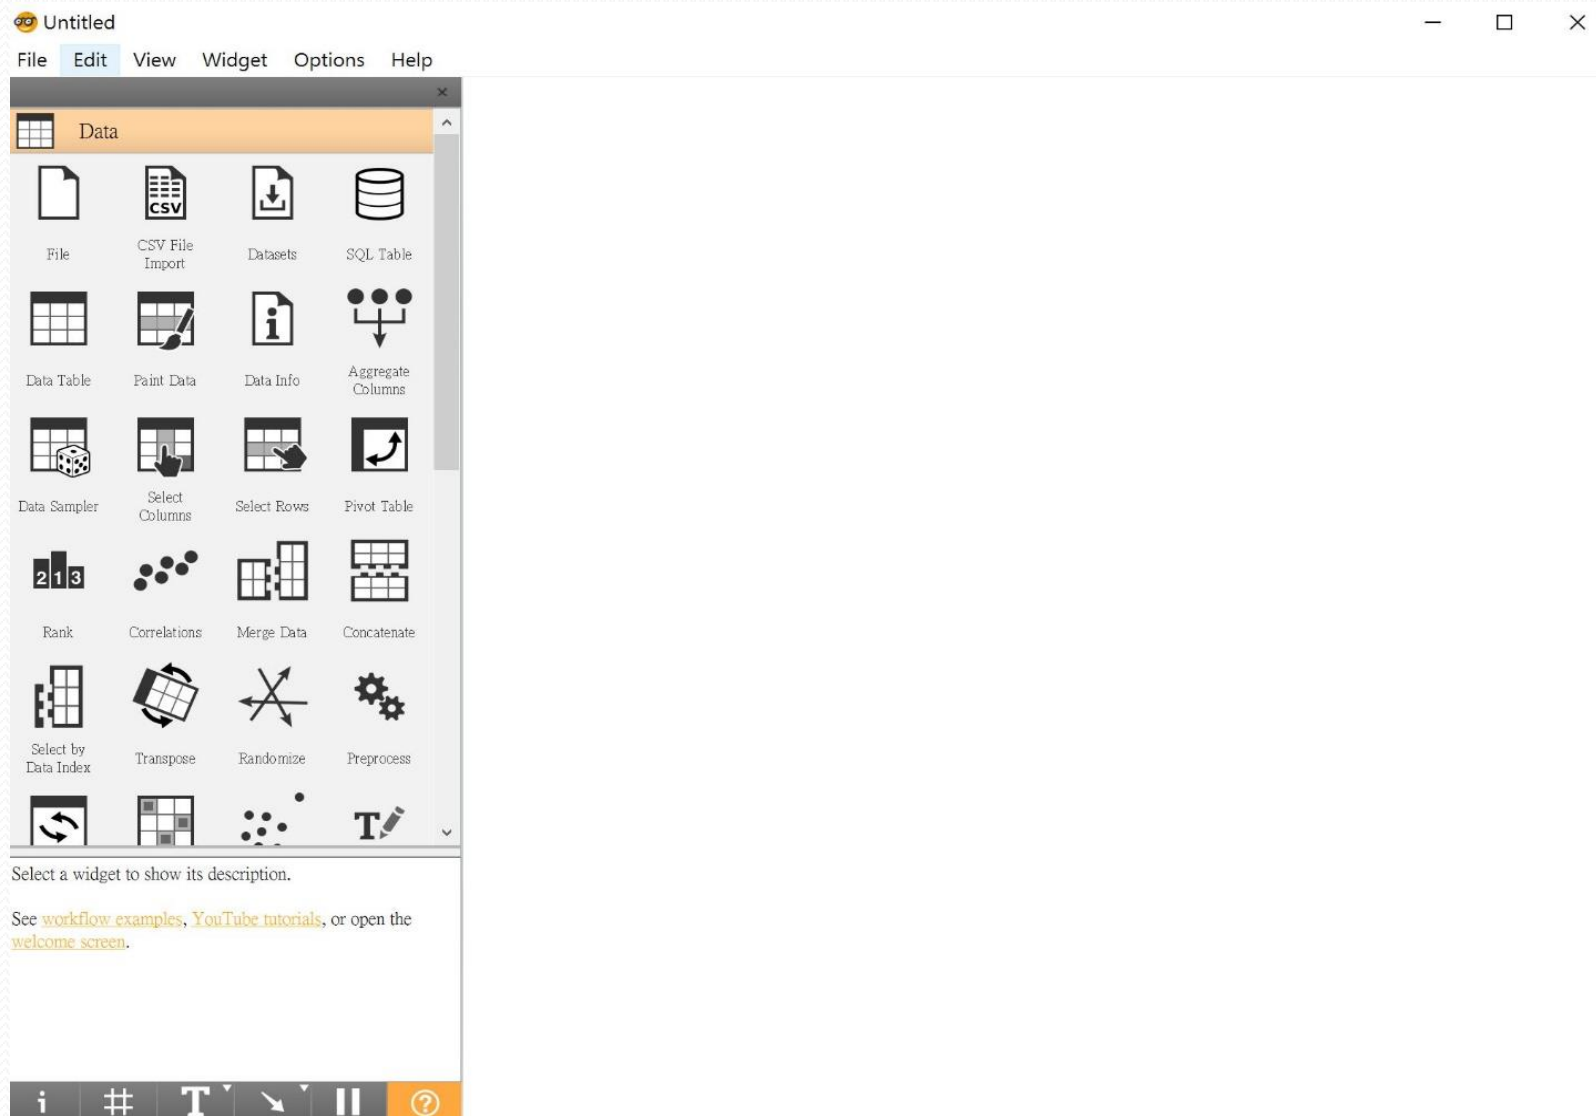 Untitled
File Edit View Widget Options Help
Data
CSV
File CSV File Import Datasets SQL Table
Data Table Paint Data Data Info Aggregate Columns
Data Sampler Select Columns Select Rows Pivot Table
2 1 3
Rank Correlations Merge Data Concatenate
Select by Data Index Transpose Randomize Preprocess
T
Select a widget to show its description.
See workflow examples, YouTube tutorials, or open the
welcome screen.
i # T ?